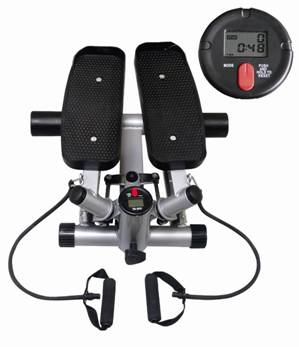 0
0:48
MODE
PUSH
AND
HOLD TO
RESET